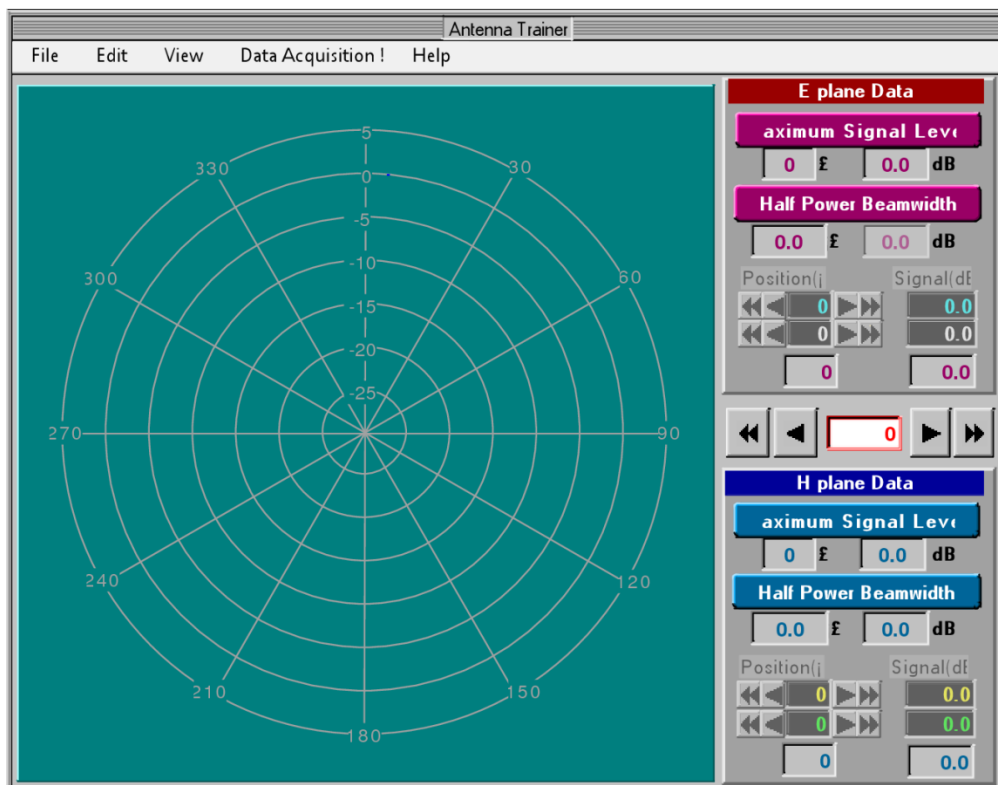 Antenna Trainer
File Edit View Data Acquisition ! Help
5
0
-5
-10
-15
-20
-25
30
60
90
120
150
180
210
240
270
300
330
E plane Data
aximum Signal Leve
0 £ 0.0 dB
Half Power Beamwidth
0.0 £ 0.0 dB
Position(¡ Signal(dE
0 0.0
0 0.0
0 0.0
0
H plane Data
aximum Signal Leve
0 £ 0.0 dB
Half Power Beamwidth
0.0 £ 0.0 dB
Position(¡ Signal(dE
0 0.0
0 0.0
0 0.0